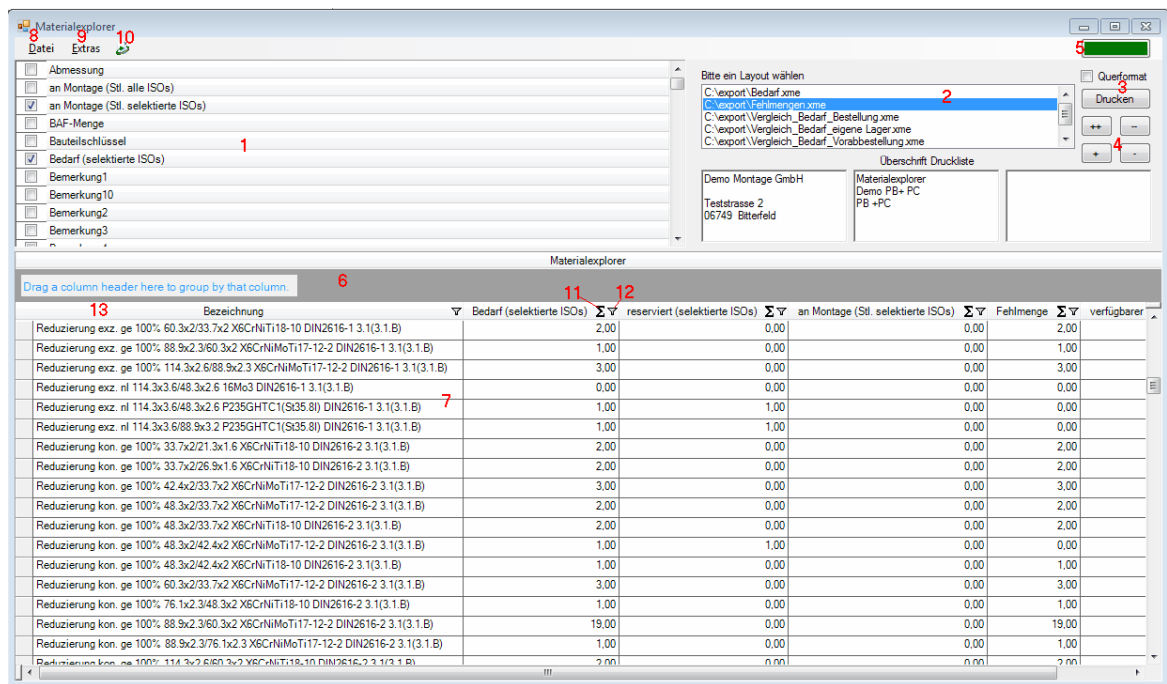 Materialexplorer
8 9 10
Datei Extras
5
Abmessung
an Montage (Stl. alle ISOs)
an Montage (Stl. selektierte ISOs)
BAF-Menge
Bauteilschlüssel
1
Bedarf (selektierte ISOs)
Bemerkung1
Bemerkung10
Bemerkung2
Bemerkung3
Bitte ein Layout wählen
Querformat
C:\export\Bedarf.xme
C:\export\Fehlmengen.xme
C:\export\Vergleich_Bedarf_Bestellung.xme
C:\export\Vergleich_Bedarf_eigene Lager.xme
C:\export\Vergleich_Bedarf_Vorabbestellung.xme
2
3
Drucken
++ --
4
+ -
Überschrift Druckliste
Demo Montage GmbH
Teststrasse 2
06749 Bitterfeld
Materialexplorer
Demo PB+ PC
PB +PC
Materialexplorer
Drag a column header here to group by that column.
6
11 12
13
Bezeichnung Bedarf (selektierte ISOs) Σ reserviert (selektierte ISOs) Σ an Montage (Stl. selektierte ISOs) Σ Fehlmenge Σ verfügbarer
Reduzierung exz. ge 100% 60.3x2/33.7x2 X6CrNiTi18-10 DIN2616-1 3.1(3.1.B) 2,00 0,00 0,00 2,00
Reduzierung exz. ge 100% 88.9x2.3/60.3x2 X6CrNiMoTi17-12-2 DIN2616-1 3.1(3.1.B) 1,00 0,00 0,00 1,00
Reduzierung exz. ge 100% 114.3x2.6/88.9x2.3 X6CrNiMoTi17-12-2 DIN2616-1 3.1(3.1.B) 3,00 0,00 0,00 3,00
Reduzierung exz. nl 114.3x3.6/48.3x2.6 16Mo3 DIN2616-1 3.1(3.1.B) 0,00 0,00 0,00 0,00
Reduzierung exz. nl 114.3x3.6/48.3x2.6 P235GHTC1(St35.8I) DIN2616-1 3.1(3.1.B) 7 1,00 1,00 0,00 0,00
Reduzierung exz. nl 114.3x3.6/88.9x3.2 P235GHTC1(St35.8I) DIN2616-1 3.1(3.1.B) 1,00 1,00 0,00 0,00
Reduzierung kon. ge 100% 33.7x2/21.3x1.6 X6CrNiTi18-10 DIN2616-2 3.1(3.1.B) 2,00 0,00 0,00 2,00
Reduzierung kon. ge 100% 33.7x2/26.9x1.6 X6CrNiTi18-10 DIN2616-2 3.1(3.1.B) 2,00 0,00 0,00 2,00
Reduzierung kon. ge 100% 42.4x2/33.7x2 X6CrNiMoTi17-12-2 DIN2616-2 3.1(3.1.B) 3,00 0,00 0,00 3,00
Reduzierung kon. ge 100% 48.3x2/33.7x2 X6CrNiMoTi17-12-2 DIN2616-2 3.1(3.1.B) 2,00 0,00 0,00 2,00
Reduzierung kon. ge 100% 48.3x2/33.7x2 X6CrNiTi18-10 DIN2616-2 3.1(3.1.B) 2,00 0,00 0,00 2,00
Reduzierung kon. ge 100% 48.3x2/42.4x2 X6CrNiMoTi17-12-2 DIN2616-2 3.1(3.1.B) 1,00 1,00 0,00 0,00
Reduzierung kon. ge 100% 48.3x2/42.4x2 X6CrNiTi18-10 DIN2616-2 3.1(3.1.B) 1,00 0,00 0,00 1,00
Reduzierung kon. ge 100% 60.3x2/33.7x2 X6CrNiMoTi17-12-2 DIN2616-2 3.1(3.1.B) 3,00 0,00 0,00 3,00
Reduzierung kon. ge 100% 76.1x2.3/48.3x2 X6CrNiTi18-10 DIN2616-2 3.1(3.1.B) 1,00 0,00 0,00 1,00
Reduzierung kon. ge 100% 88.9x2.3/60.3x2 X6CrNiMoTi17-12-2 DIN2616-2 3.1(3.1.B) 19,00 0,00 0,00 19,00
Reduzierung kon. ge 100% 88.9x2.3/76.1x2.3 X6CrNiMoTi17-12-2 DIN2616-2 3.1(3.1.B) 1,00 0,00 0,00 1,00
Reduzierung kon. ge 100% 114.3x2.6/60.3x2 X6CrNiTi18-10 DIN2616-2 3.1(3.1.B) 2,00 0,00 0,00 2,00